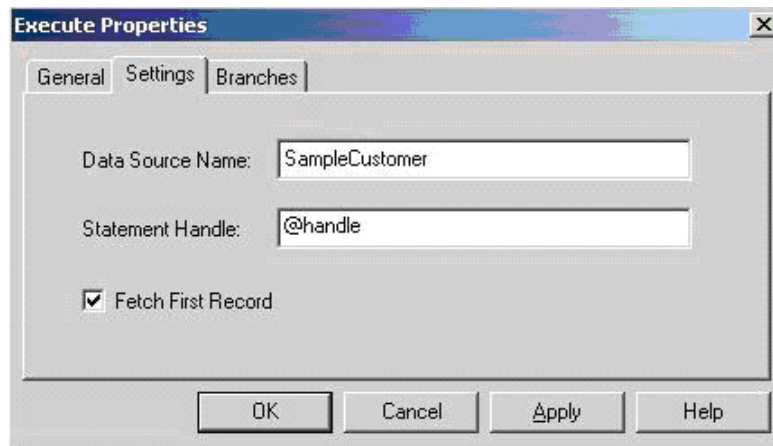 Execute Properties
General Settings Branches
Data Source Name: SampleCustomer
Statement Handle: @handle
Fetch First Record
OK Cancel Apply Help